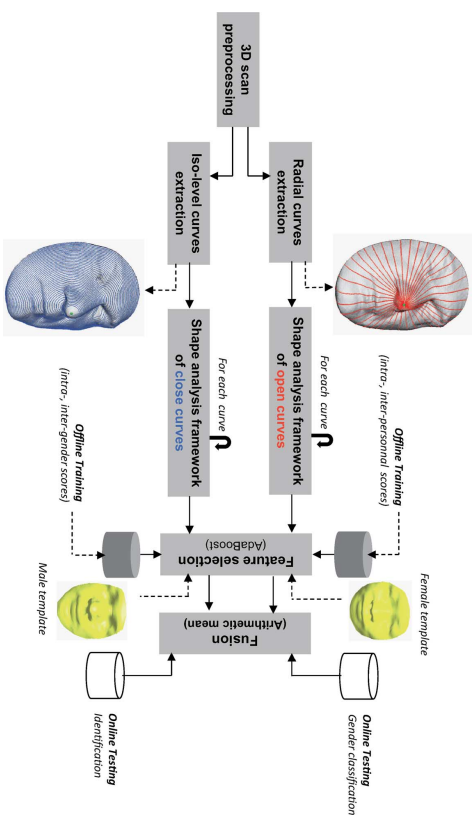 3D scan
preprocessing
Radial curves
extraction
Iso-level curves
extraction
(intra-, inter-personnal scores)
Offline Training
For each curve
Shape analysis framework
of open curves
For each curve
Shape analysis framework
of close curves
Offline Training
(intra-, inter-gender scores)
Feature selection
(AdaBoost)
Female template
Male template
Fusion
(Arithmetic mean)
Online Testing
Gender classification
Online Testing
Identification